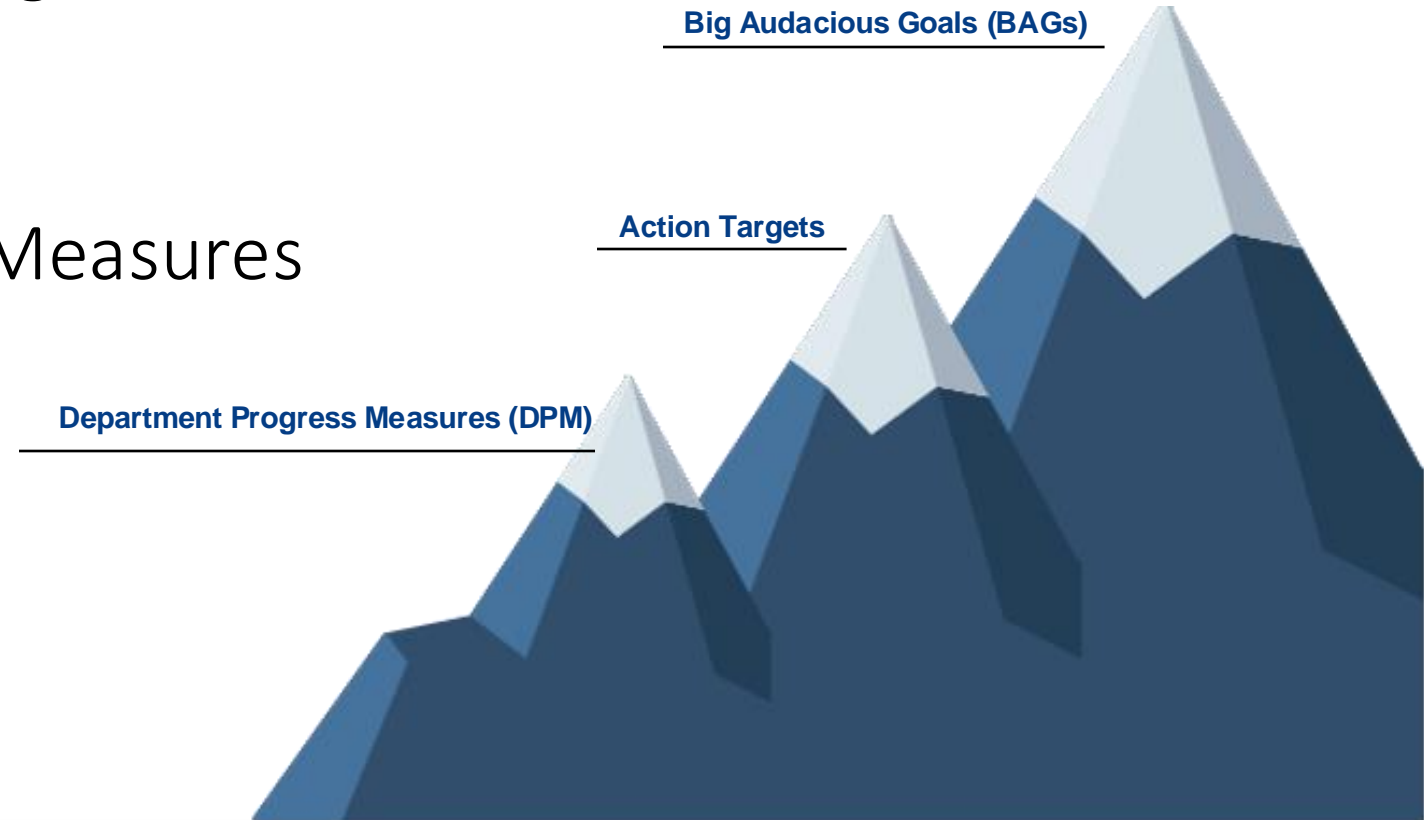 Big Audacious Goals (BAGs)
Measures
Action Targets
Department Progress Measures (DPM)